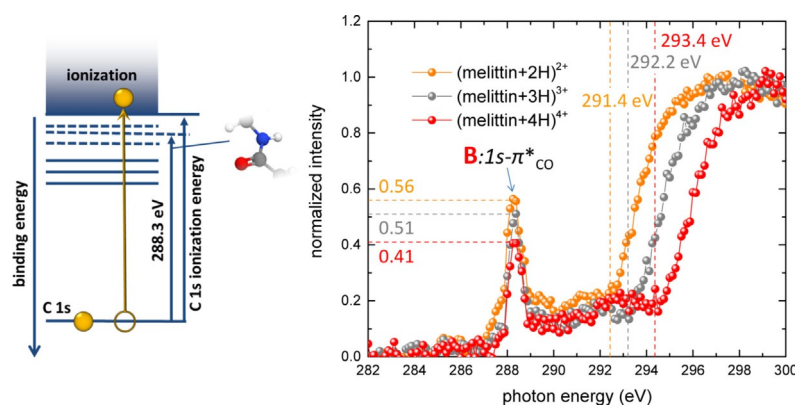 ionization
binding energy
C 1s
288.3 eV
C 1s ionization energy
normalized intensity
1.2
1.0
0.8
0.6
0.4
0.2
0.0
(melittin+2H)²⁺
(melittin+3H)³⁺
(melittin+4H)⁴⁺
293.4 eV
292.2 eV
291.4 eV
B:1s-π*CO
0.56
0.51
0.41
282 284 286 288 290 292 294 296 298 300
photon energy (eV)